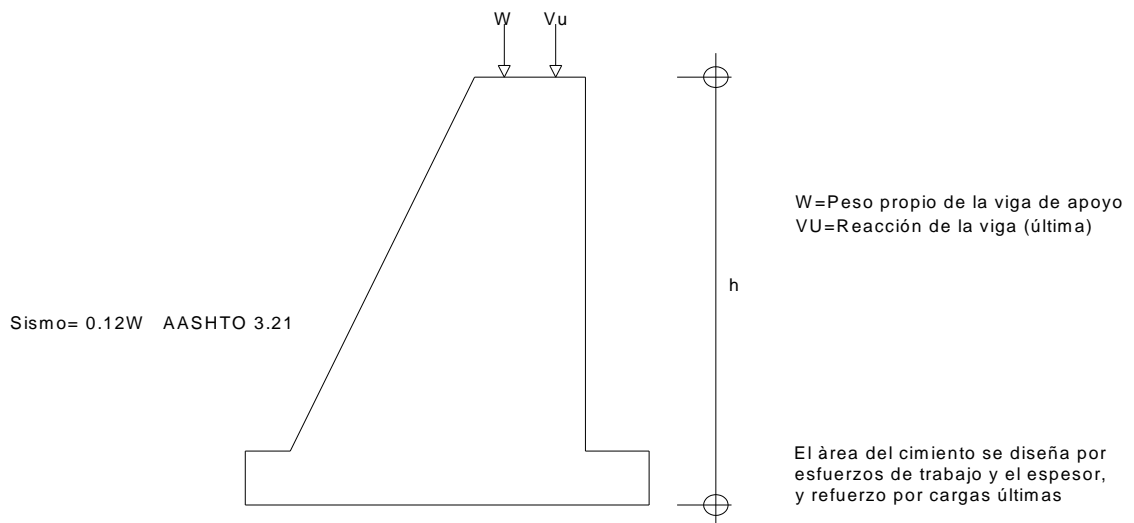 W
Vu
W=Peso propio de la viga de apoyo
VU=Reacción de la viga (última)
h
Sismo= 0.12W AASHTO 3.21
El àrea del cimiento se diseña por
esfuerzos de trabajo y el espesor,
y refuerzo por cargas últimas